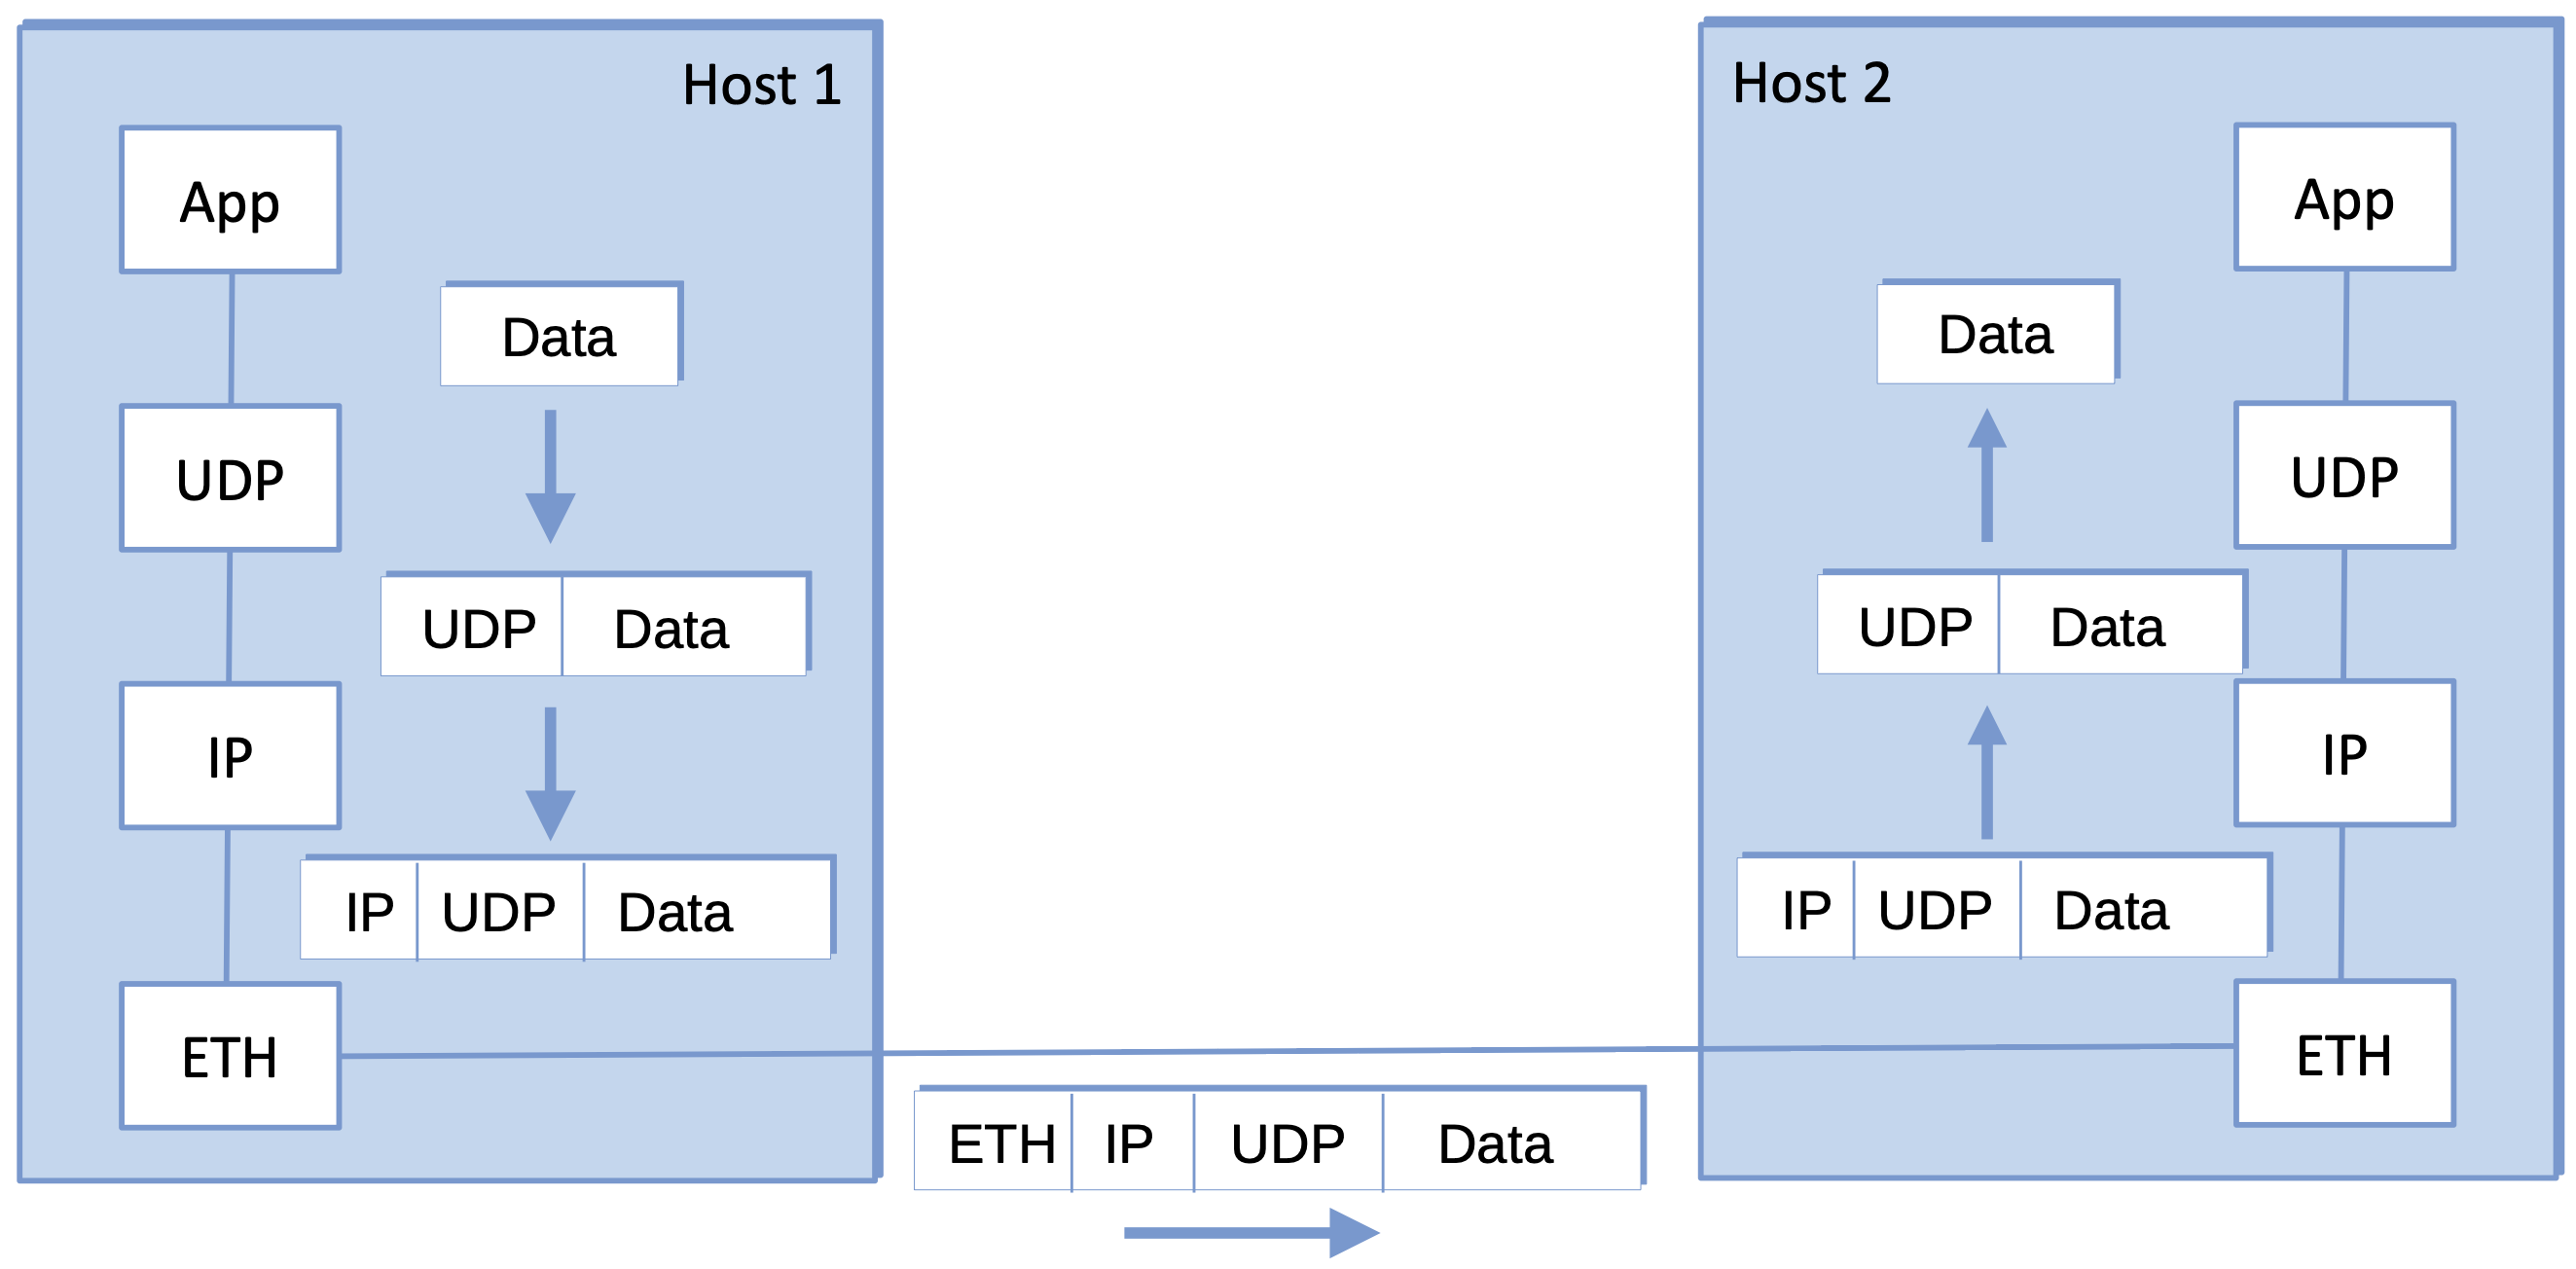 Host 1
App
Data
UDP
UDP Data
IP
IP UDP Data
ETH
Host 2
App
Data
UDP
UDP Data
IP
IP UDP Data
ETH
ETH IP UDP Data